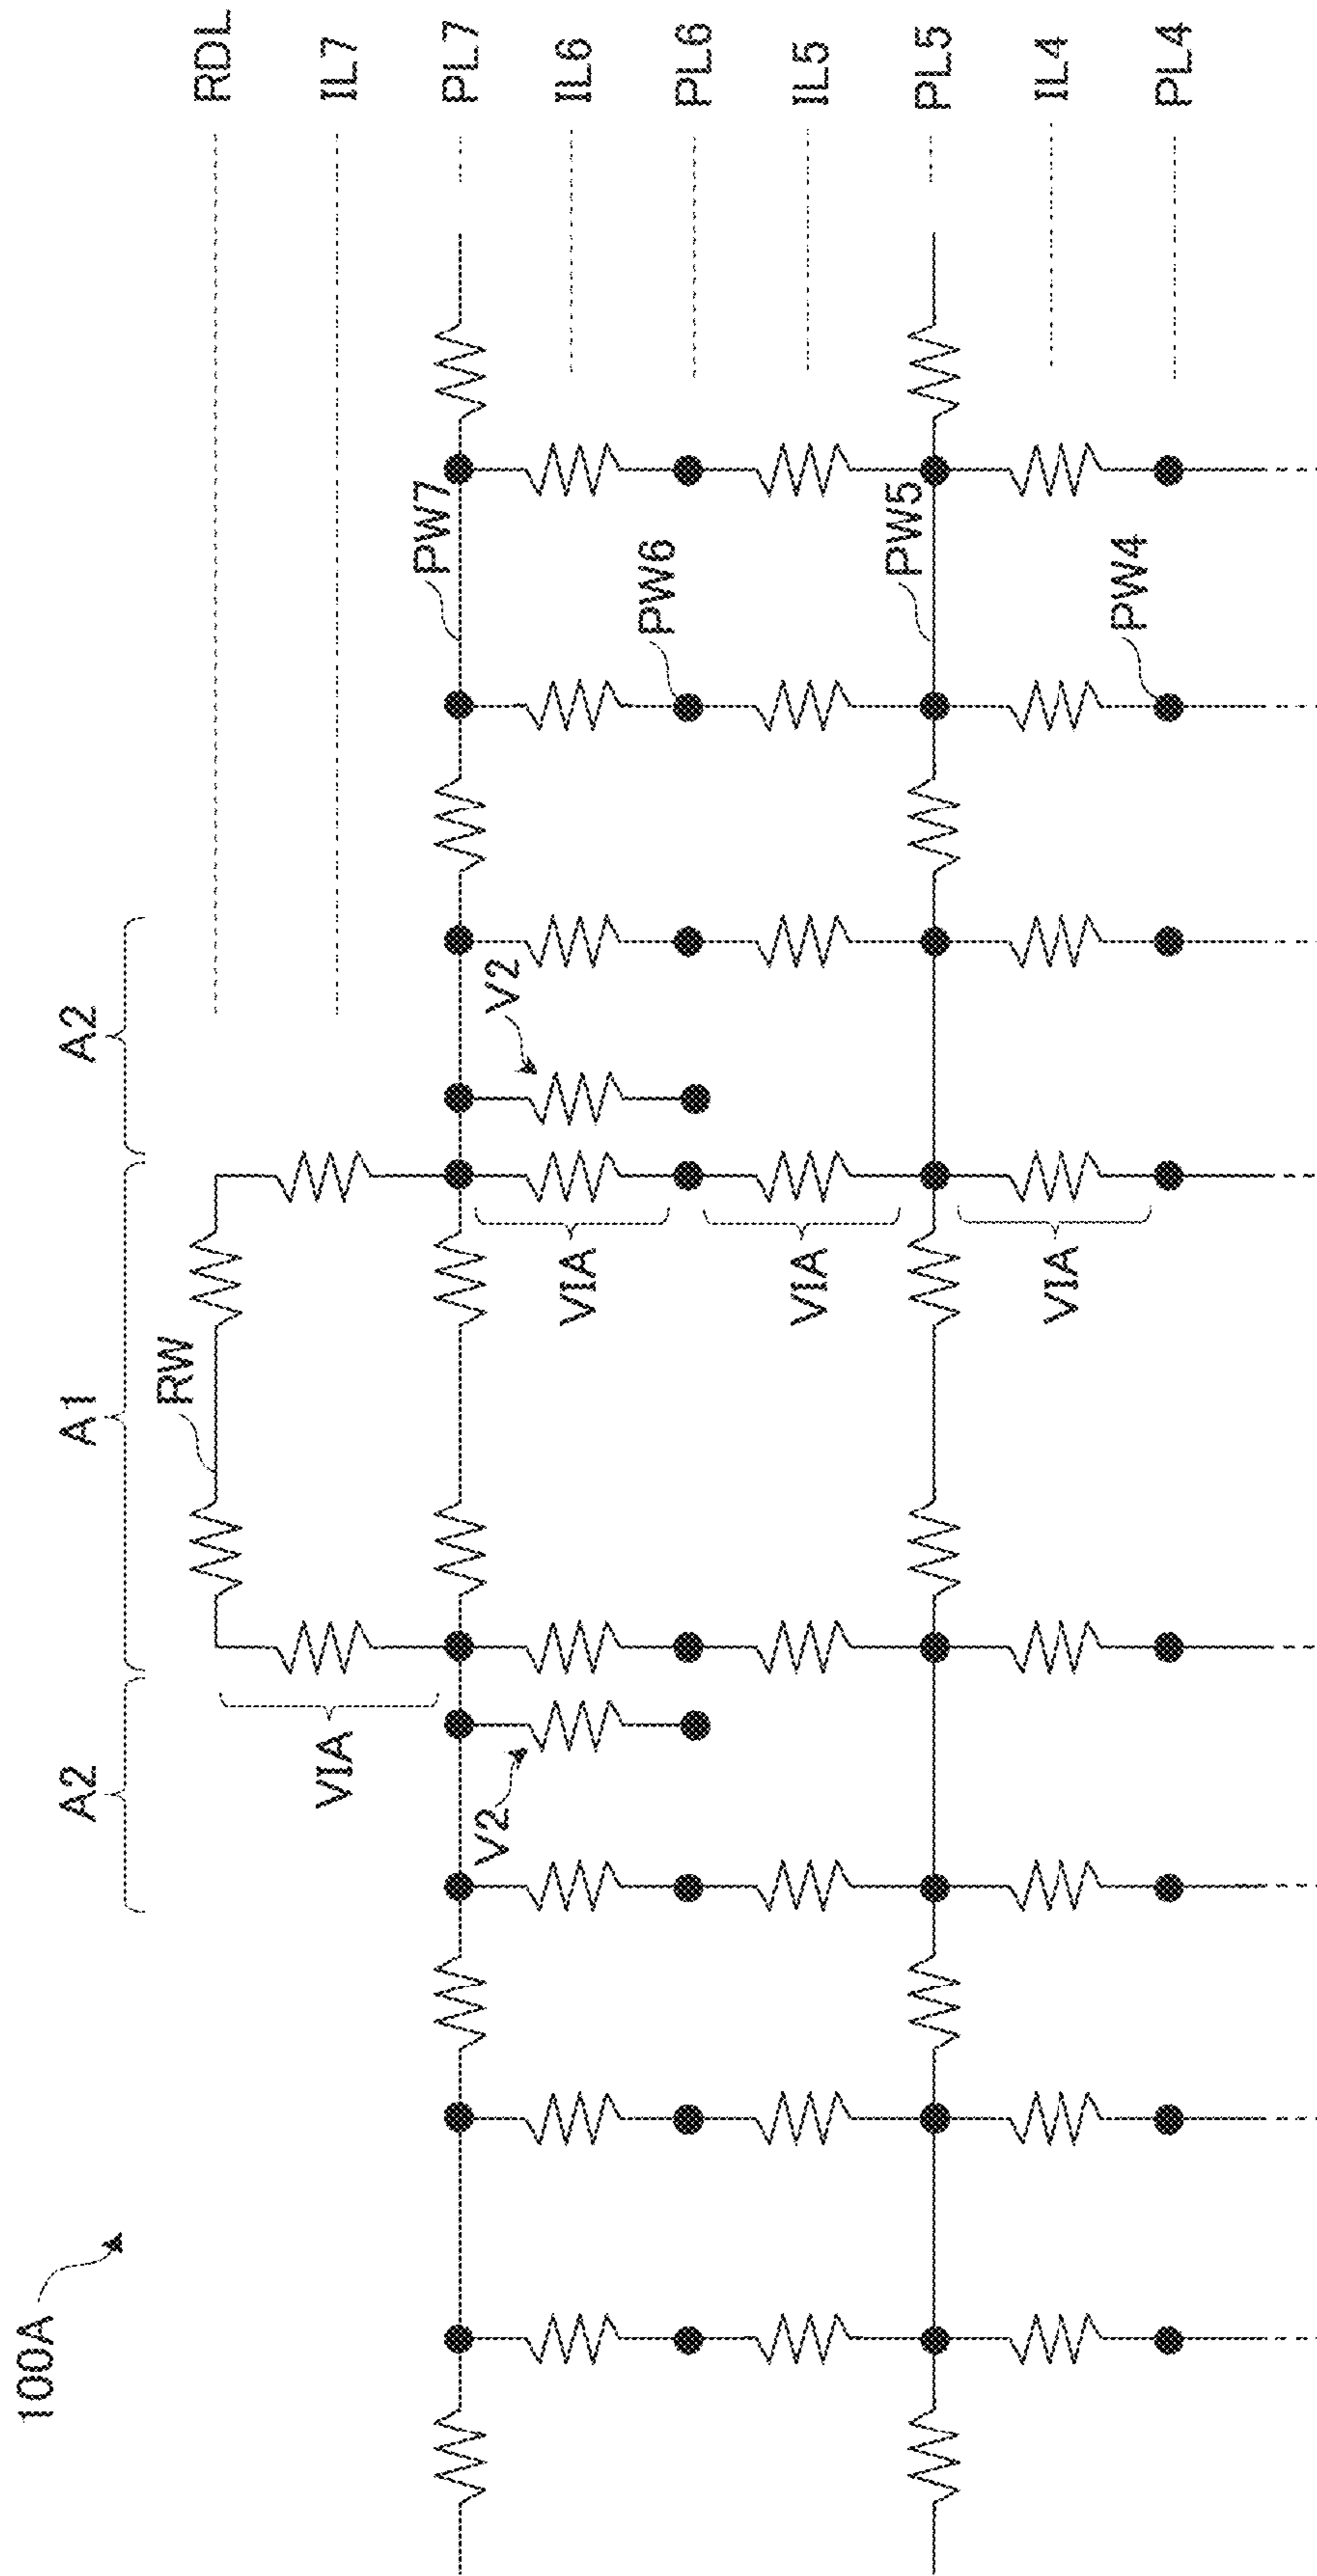 100A
A2
A1
A2
RW
RDL
VIA
IL7
V2
V2
PW7
PL7
VIA
IL6
PW6
PL6
VIA
IL5
PW5
PL5
VIA
IL4
PW4
PL4